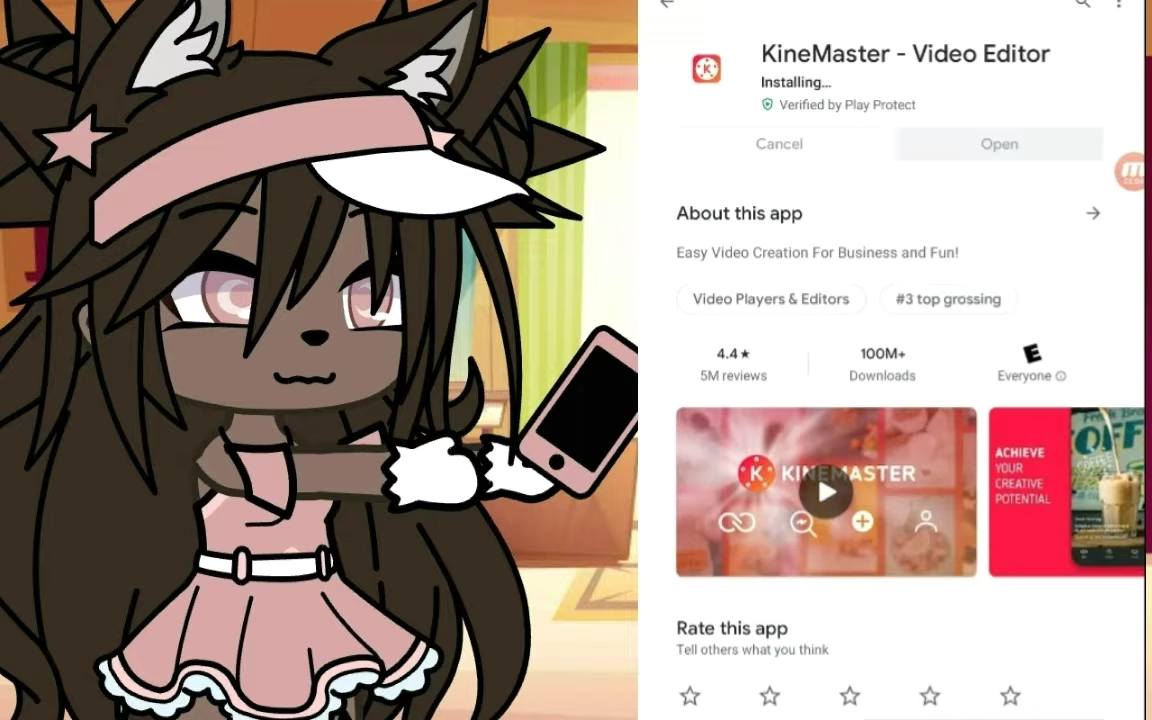 KineMaster - Video Editor
Installing...
Verified by Play Protect
Cancel
Open
About this app
Easy Video Creation For Business and Fun!
Video Players & Editors
#3 top grossing
4.4★
5M reviews
100M+
Downloads
E
Everyone
K KINEMASTER
ACHIEVE
YOUR
CREATIVE
POTENTIAL
Rate this app
Tell others what you think